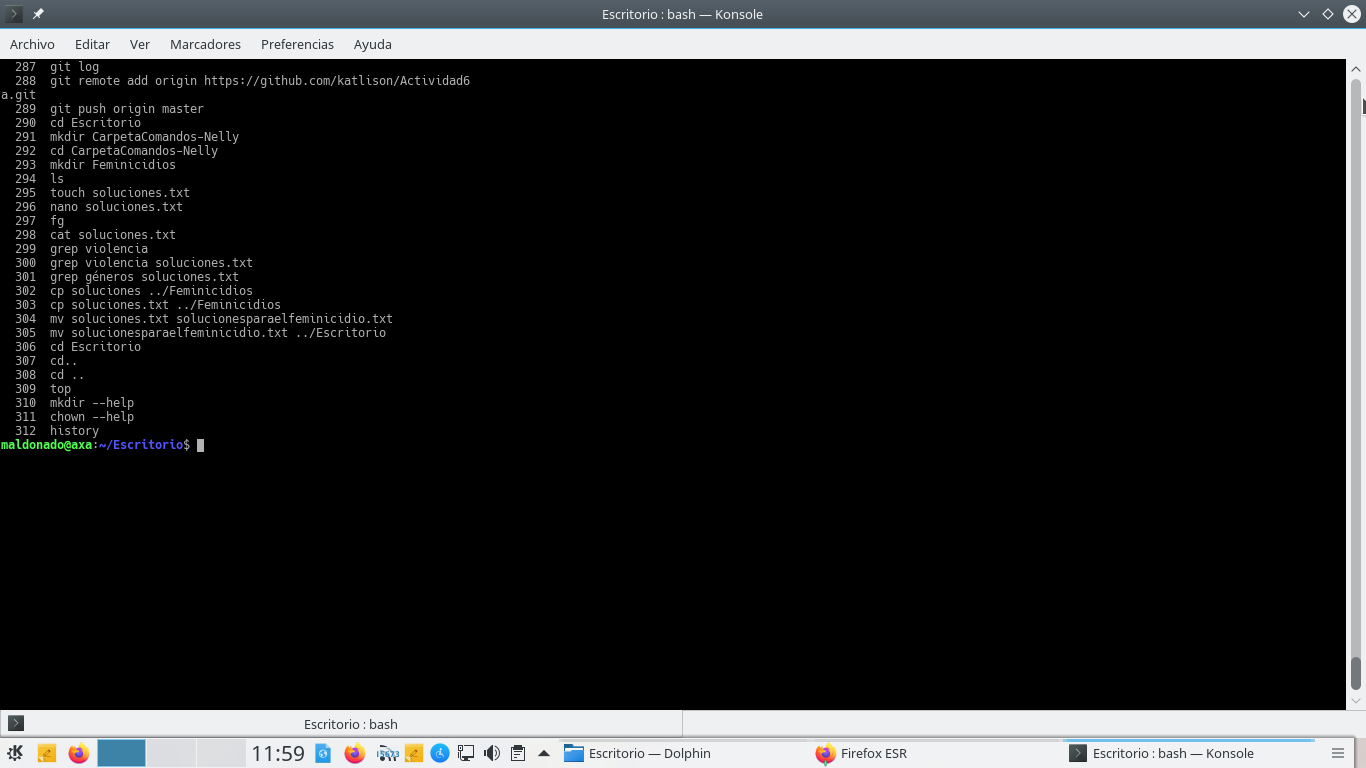 Escritorio : bash — Konsole
Archivo Editar Ver Marcadores Preferencias Ayuda
287 git log
288 git remote add origin https://github.com/katlison/Actividad6
a.git
289 git push origin master
290 cd Escritorio
291 mkdir CarpetaComandos-Nelly
292 cd CarpetaComandos-Nelly
293 mkdir Feminicidios
294 ls
295 touch soluciones.txt
296 nano soluciones.txt
297 fg
298 cat soluciones.txt
299 grep violencia
300 grep violencia soluciones.txt
301 grep géneros soluciones.txt
302 cp soluciones ../Feminicidios
303 cp soluciones.txt ../Feminicidios
304 mv soluciones.txt solucionesparaelfeminicidio.txt
305 mv solucionesparaelfeminicidio.txt ../Escritorio
306 cd Escritorio
307 cd..
308 cd ..
309 top
310 mkdir --help
311 chown --help
312 history
maldonado@axa:~/Escritorio$
Escritorio : bash
11:59 Escritorio — Dolphin Firefox ESR Escritorio : bash — Konsole